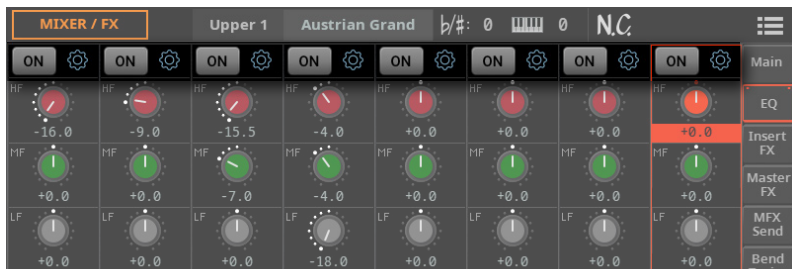 MIXER / FX Upper 1 Austrian Grand b/#: 0 0 N.C.
ON ON ON ON ON ON ON ON Main
HF HF HF HF HF HF HF HF EQ
-16.0 -9.0 -15.5 -4.0 +0.0 +0.0 +0.0 +0.0
Insert
FX
MF MF MF MF MF MF MF MF
Master
FX
+0.0 +0.0 -7.0 -4.0 +0.0 +0.0 +0.0 +0.0
LF LF LF LF LF LF LF LF
MFX
Send
+0.0 +0.0 +0.0 -18.0 +0.0 +0.0 +0.0 +0.0 Bend